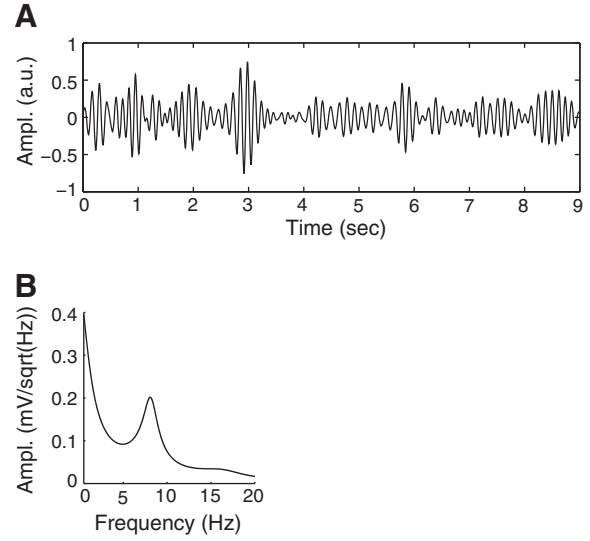 A
Ampl. (a.u.)
1
0.5
0
−0.5
−1
0 1 2 3 4 5 6 7 8 9
Time (sec)
B
Ampl. (mV/sqrt(Hz))
0.4
0.3
0.2
0.1
0
0 5 10 15 20
Frequency (Hz)